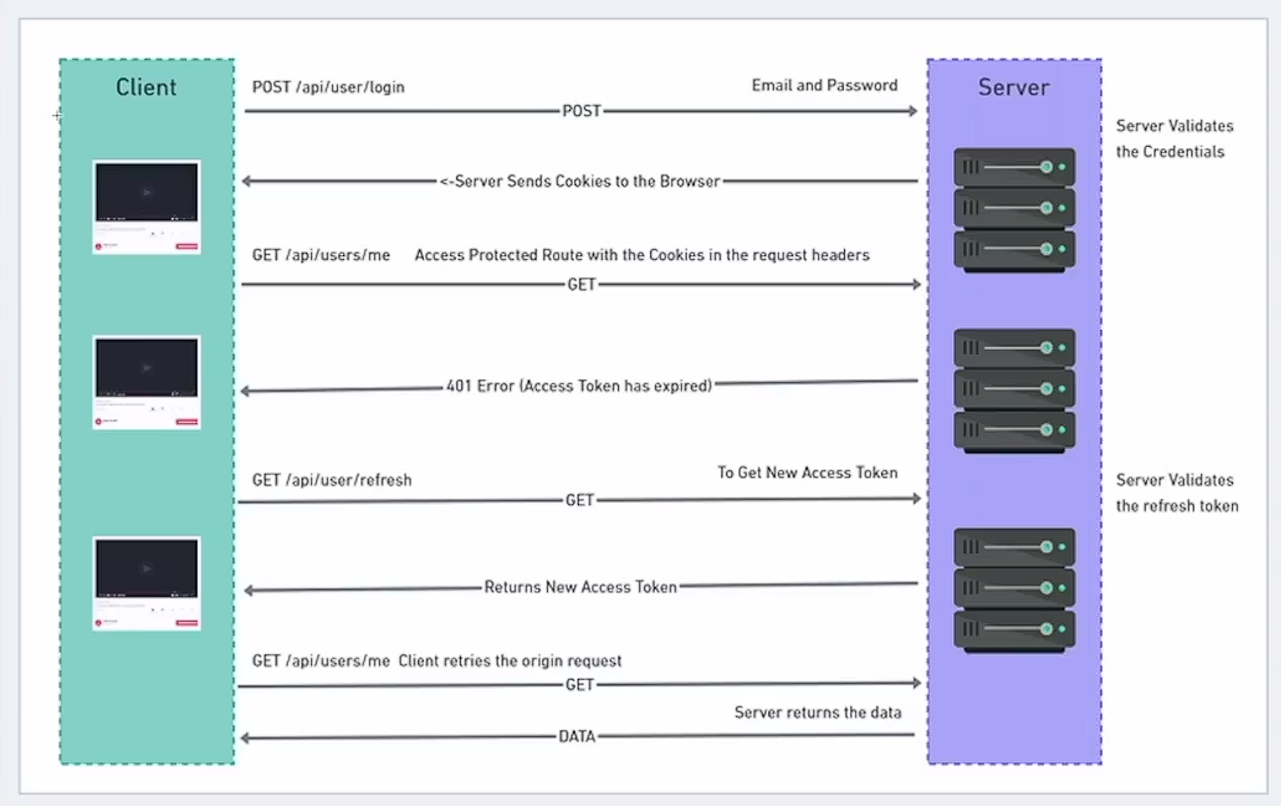 Client
Server
POST /api/user/login
Email and Password
POST
Server Validates
the Credentials
<-Server Sends Cookies to the Browser
GET /api/users/me Access Protected Route with the Cookies in the request headers
GET
401 Error (Access Token has expired)
GET /api/user/refresh
To Get New Access Token
GET
Server Validates
the refresh token
Returns New Access Token
GET /api/users/me Client retries the origin request
GET
Server returns the data
DATA